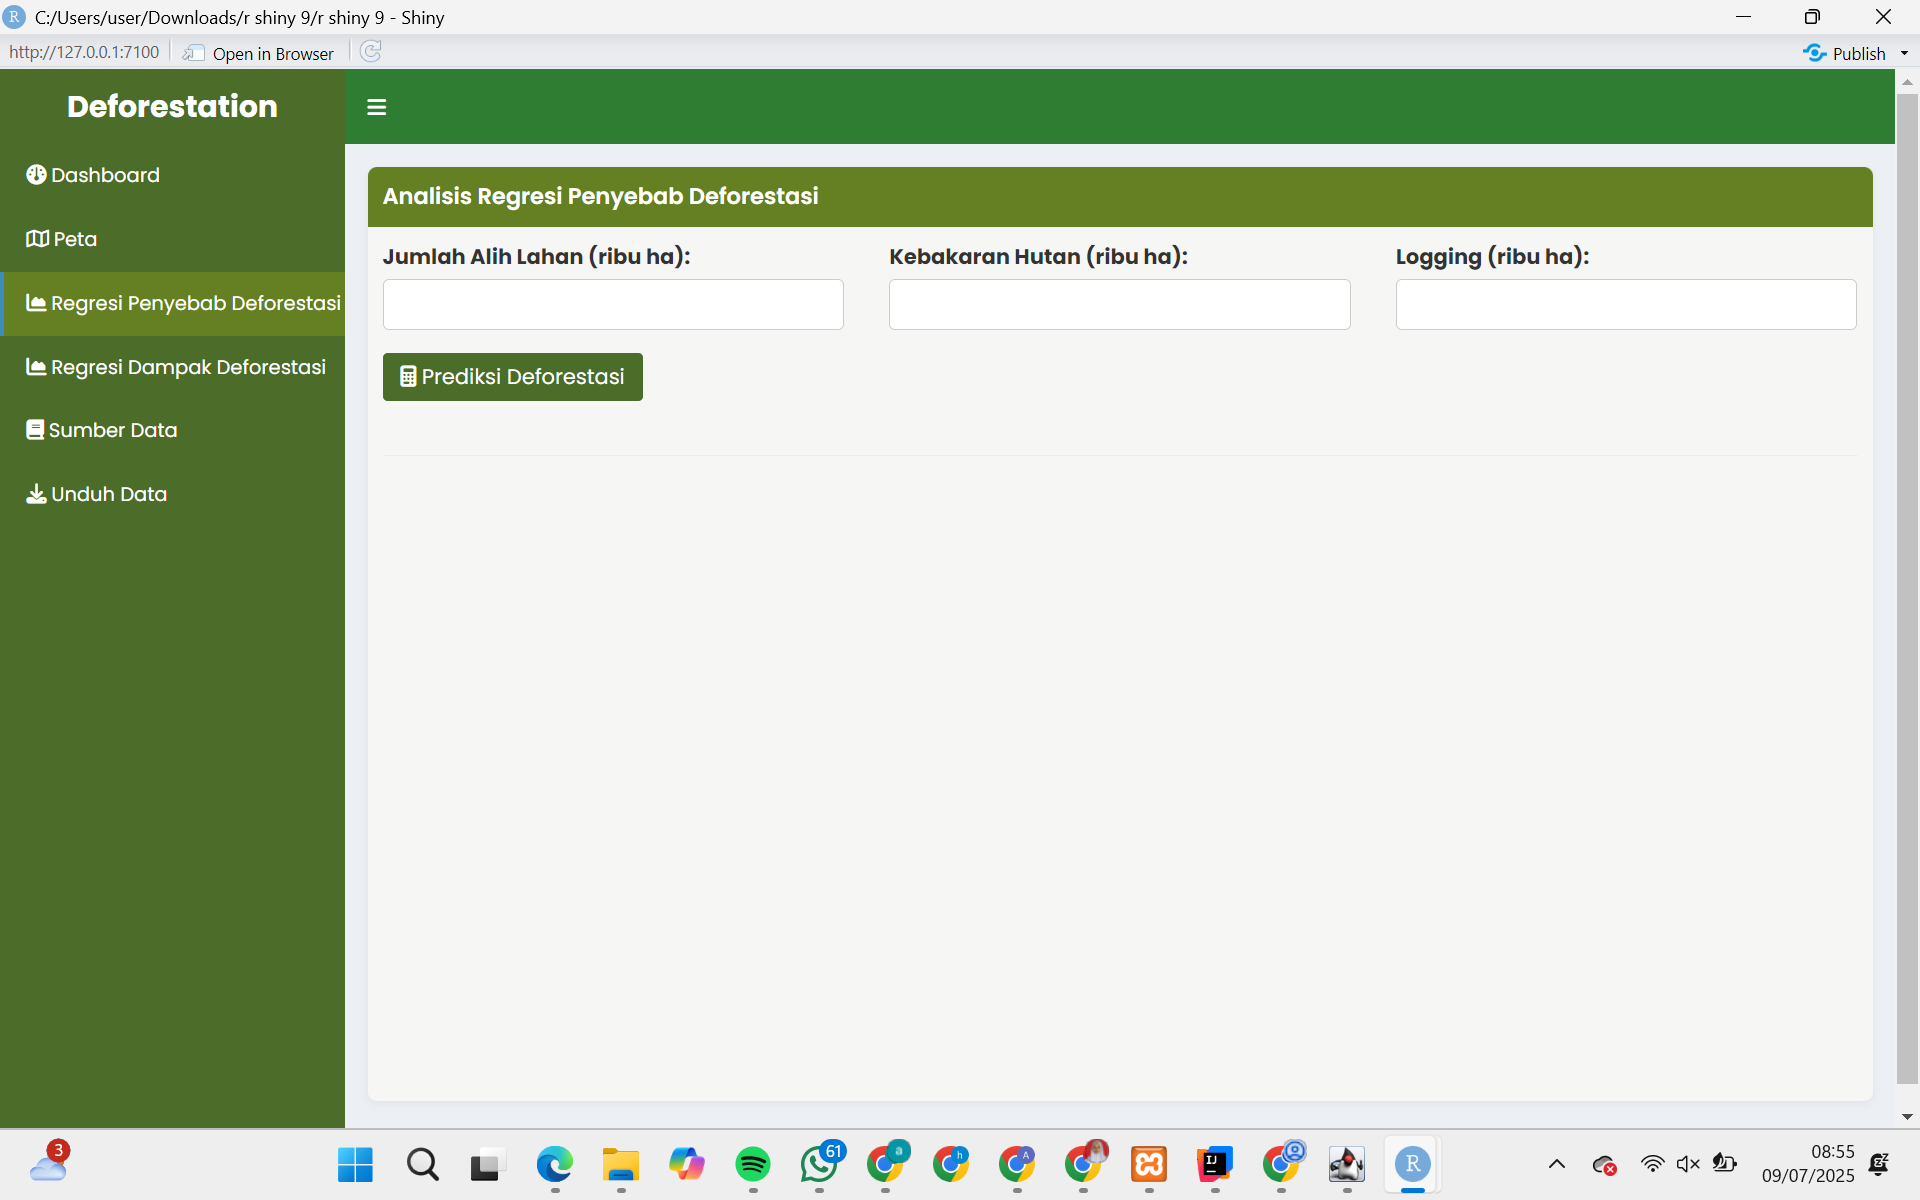 C:/Users/user/Downloads/r shiny 9/r shiny 9 - Shiny
http://127.0.0.1:7100
Open in Browser
Publish
Deforestation
Dashboard
Peta
Regresi Penyebab Deforestasi
Regresi Dampak Deforestasi
Sumber Data
Unduh Data
Analisis Regresi Penyebab Deforestasi
Jumlah Alih Lahan (ribu ha):
Kebakaran Hutan (ribu ha):
Logging (ribu ha):
Prediksi Deforestasi
3
61
a
h
A
IJ
R
08:55
09/07/2025